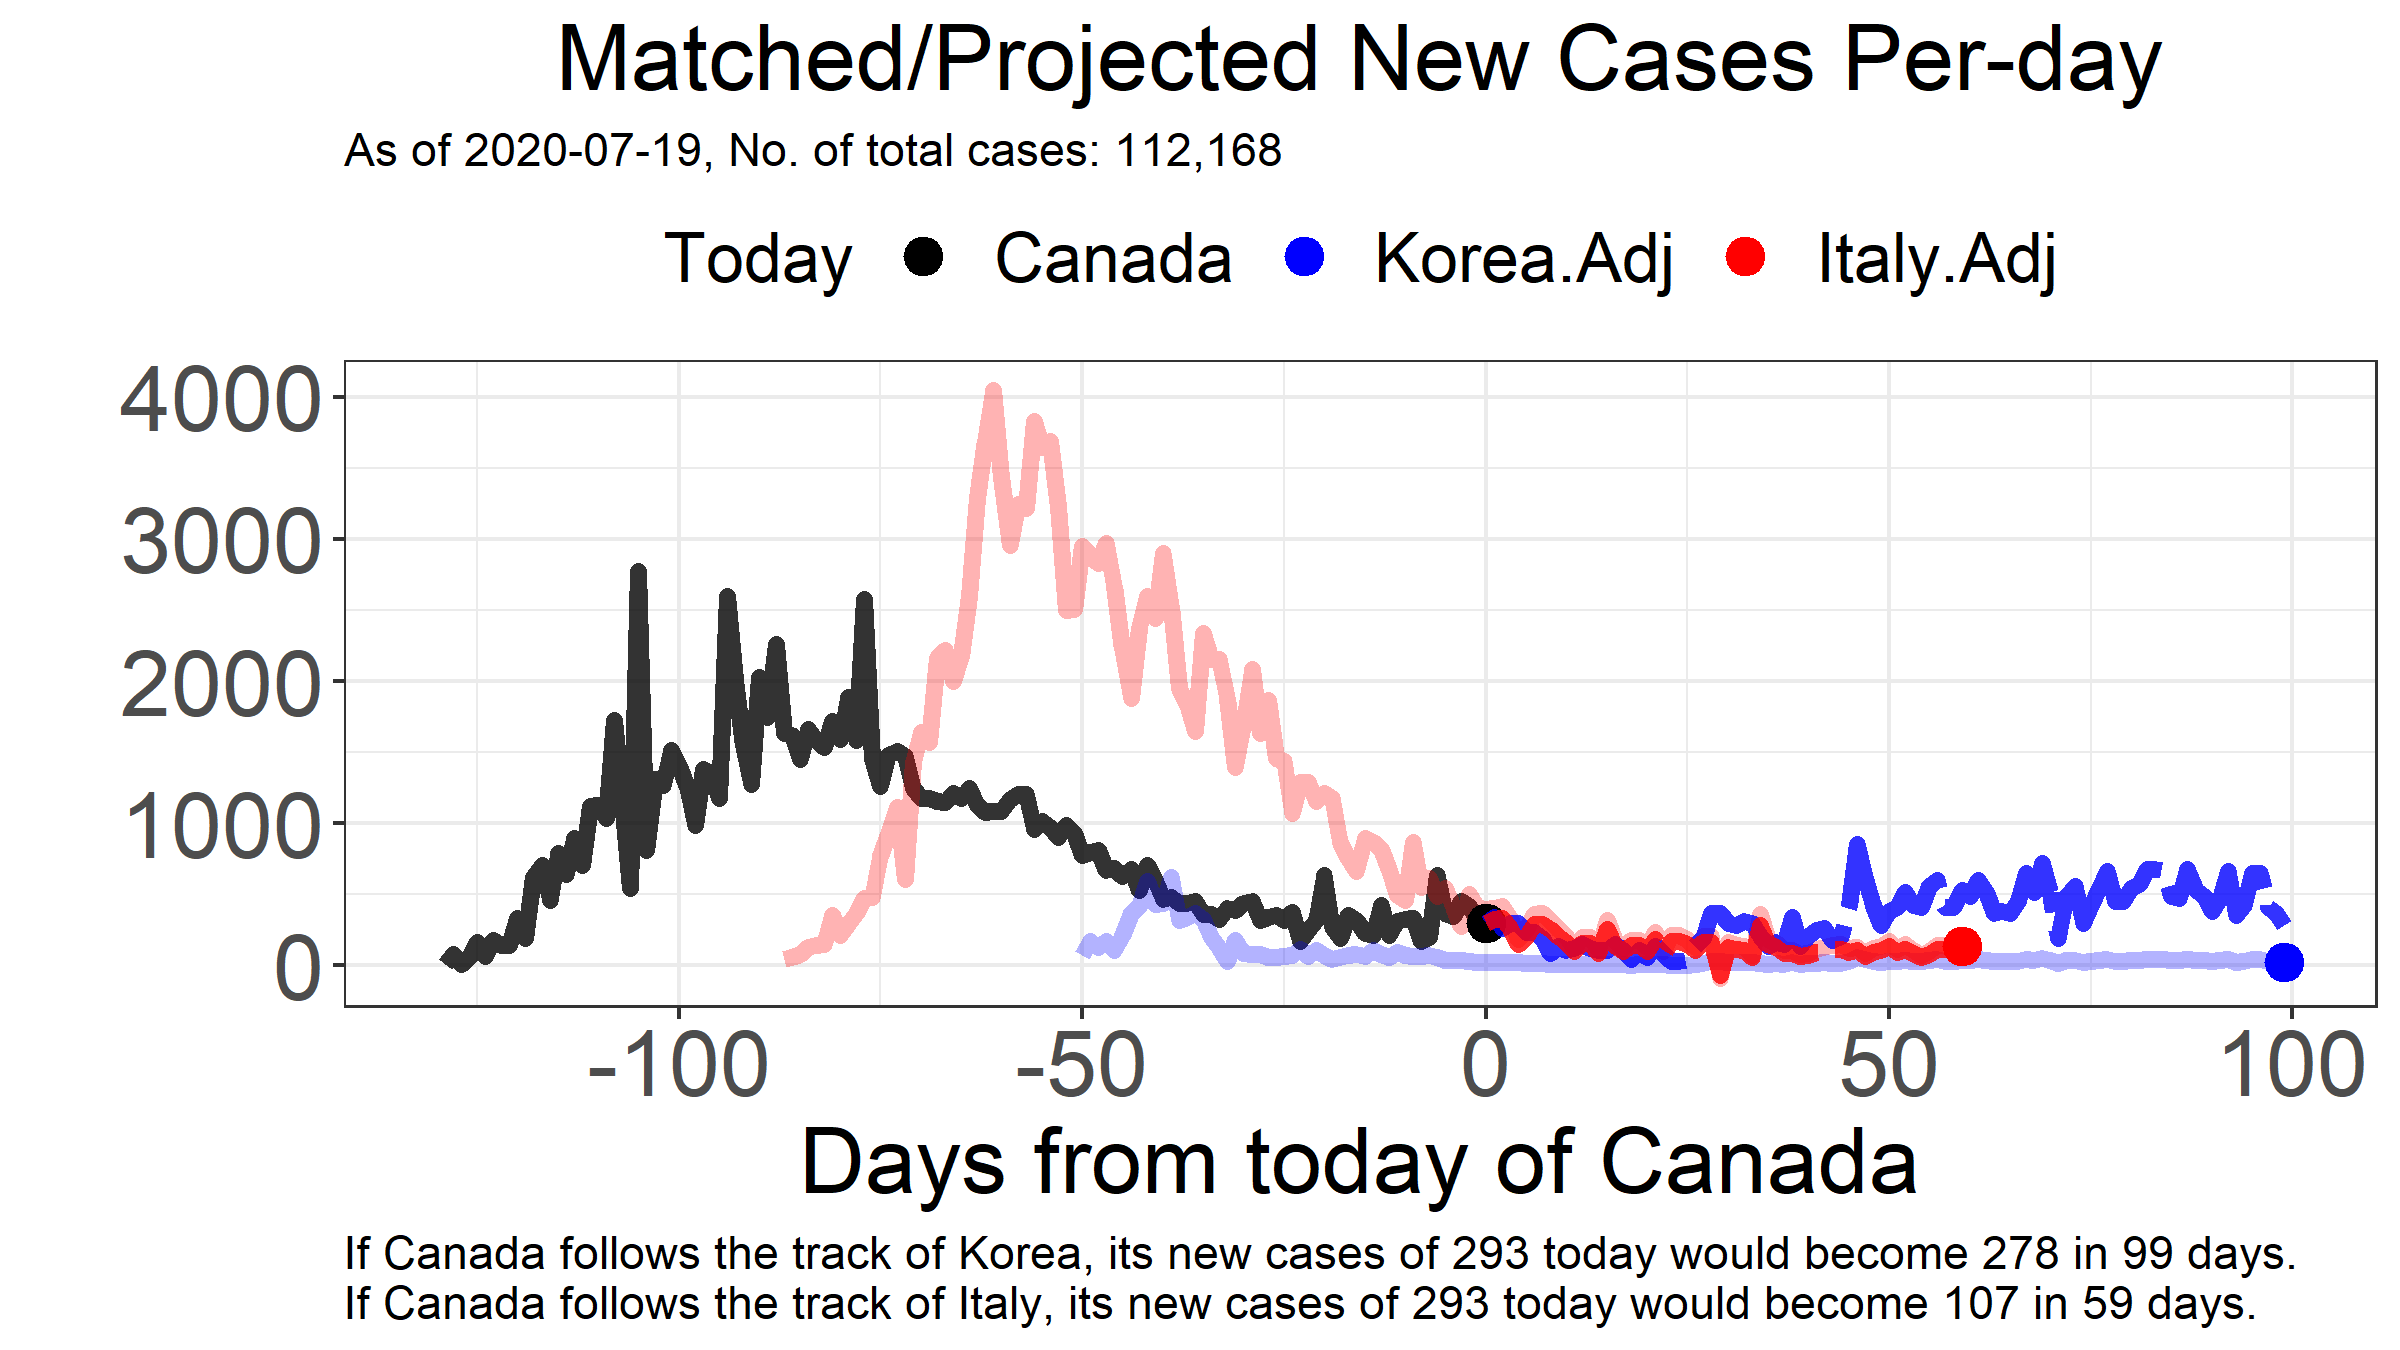 Matched/Projected New Cases Per-day
As of 2020-07-19, No. of total cases: 112,168
Today Canada Korea.Adj Italy.Adj
4000
3000
2000
1000
0
-100 -50 0 50 100
Days from today of Canada
If Canada follows the track of Korea, its new cases of 293 today would become 278 in 99 days.
If Canada follows the track of Italy, its new cases of 293 today would become 107 in 59 days.